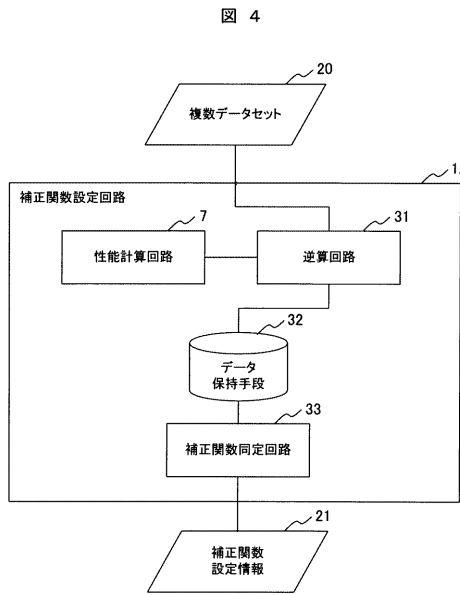 図 4
20
複数データセット
1
補正関数設定回路
7
31
性能計算回路
逆算回路
32
データ
保持手段
33
補正関数同定回路
21
補正関数
設定情報